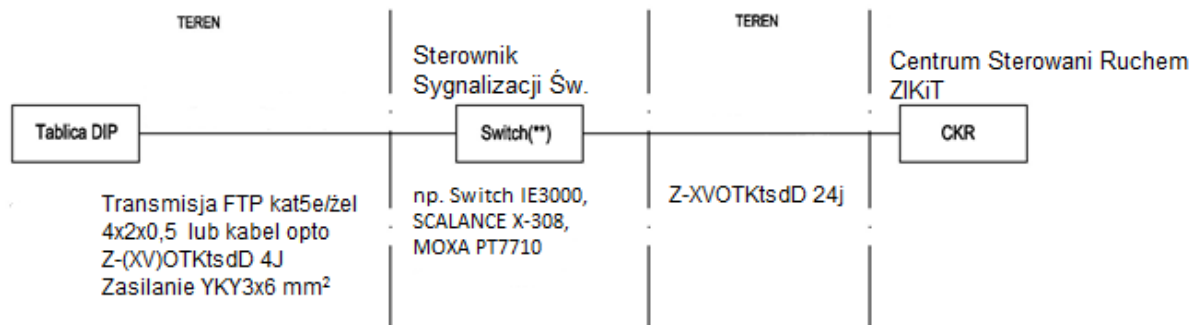 TEREN
Sterownik
Sygnalizacji Św.
TEREN
Centrum Sterowani Ruchem
ZIKiT
Tablica DIP
Switch(**)
CKR
Transmisja FTP kat5e/żel
4x2x0,5 lub kabel opto
Z-(XV)OTKtsdD 4J
Zasilanie YKY3x6 mm²
np. Switch IE3000,
SCALANCE X-308,
MOXA PT7710
Z-XVOTKtsdD 24j